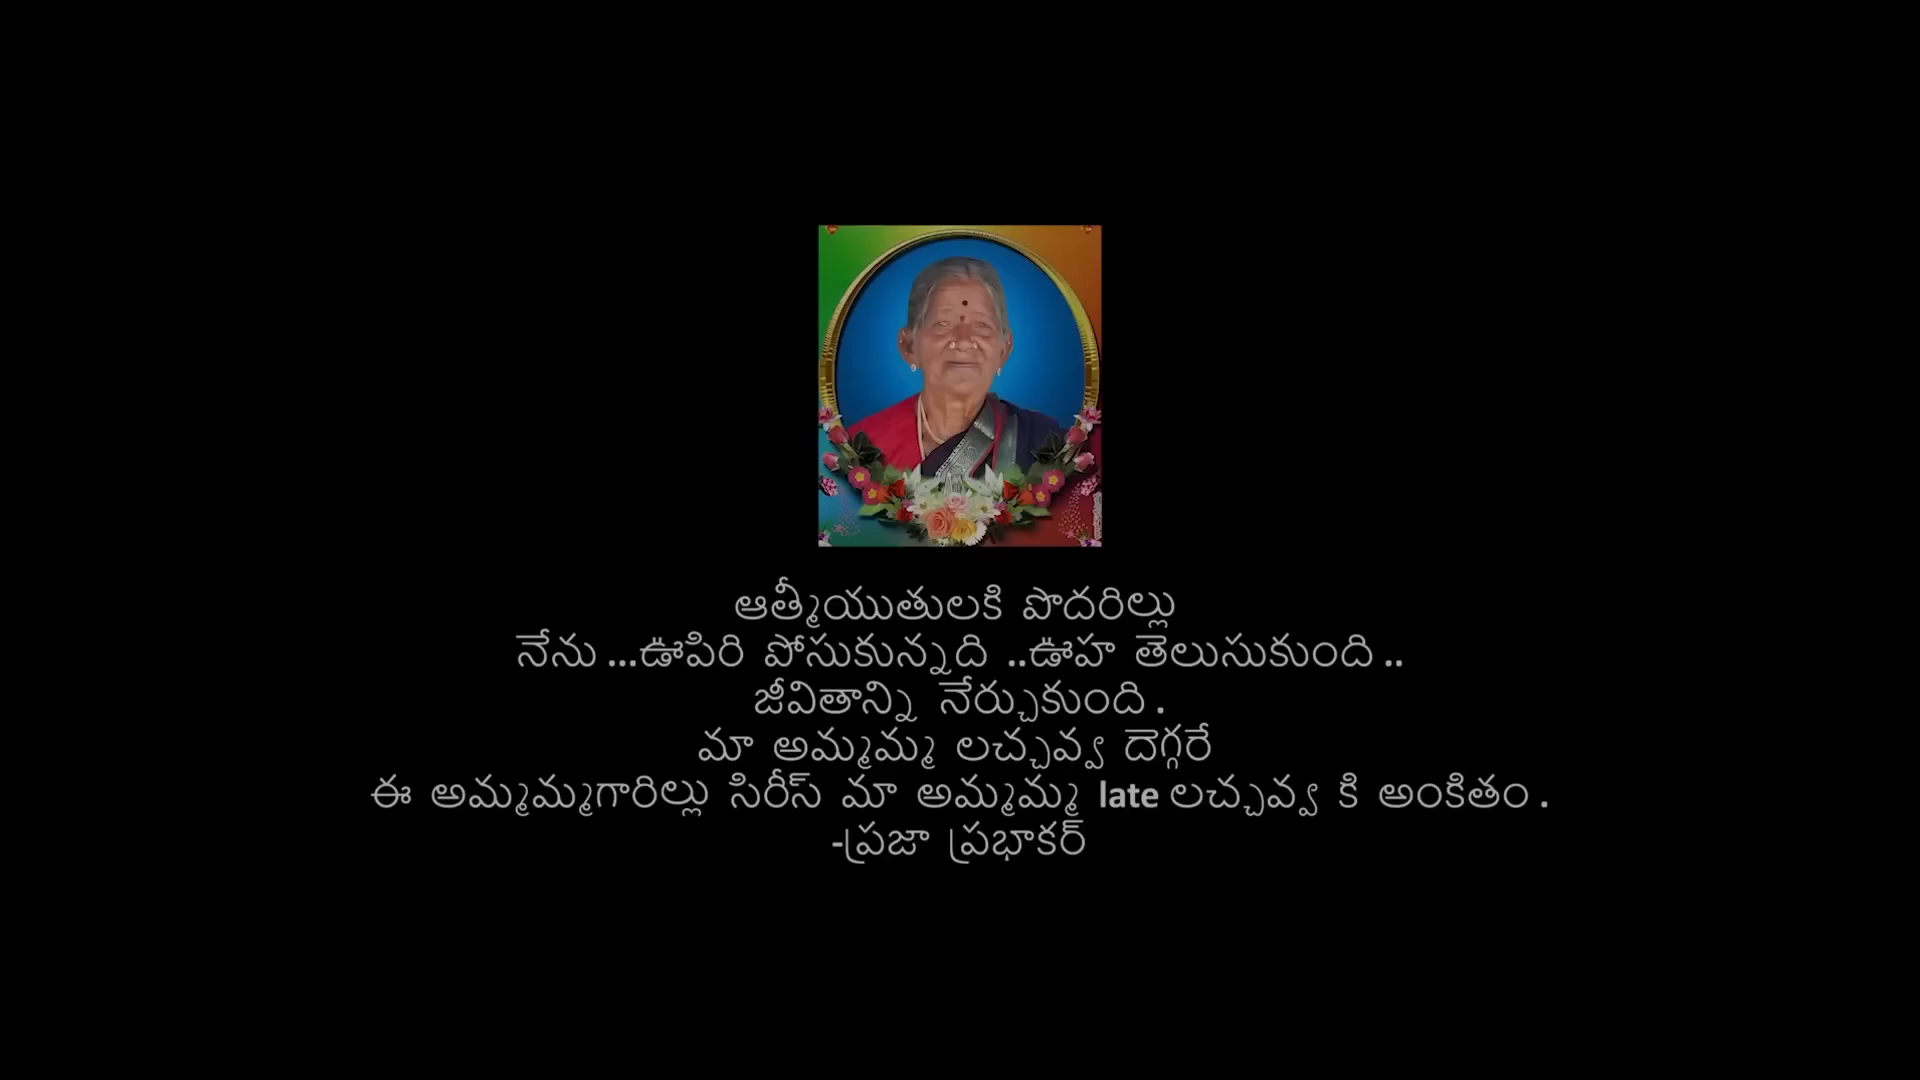 ఆత్మీయుతులకి పొదరిల్లు
నేను...ఊపిరి పోసుకున్నది ..ఊహ తెలుసుకుంది..
జీవితాన్ని నేర్చుకుంది.
మా అమ్మమ్మ లచ్చవ్వ దెగ్గరే
ఈ అమ్మమ్మగారిల్లు సిరీస్ మా అమ్మమ్మ late లచ్చవ్వ కి అంకితం.
-ప్రజా ప్రభాకర్